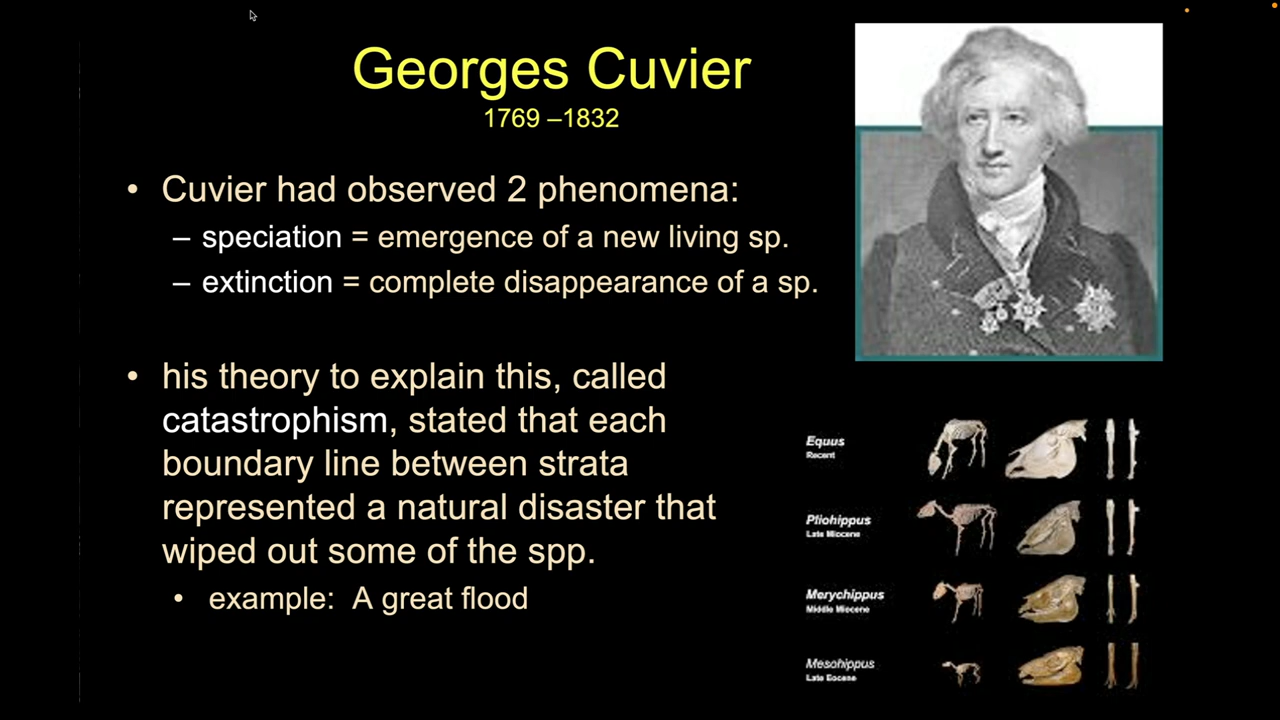 Georges Cuvier
1769 –1832
• Cuvier had observed 2 phenomena:
– speciation = emergence of a new living sp.
– extinction = complete disappearance of a sp.
• his theory to explain this, called
catastrophism, stated that each
boundary line between strata
represented a natural disaster that
wiped out some of the spp.
• example: A great flood
Equus
Recent
Pliohippus
Late Miocene
Merychippus
Middle Miocene
Mesohippus
Late Eocene